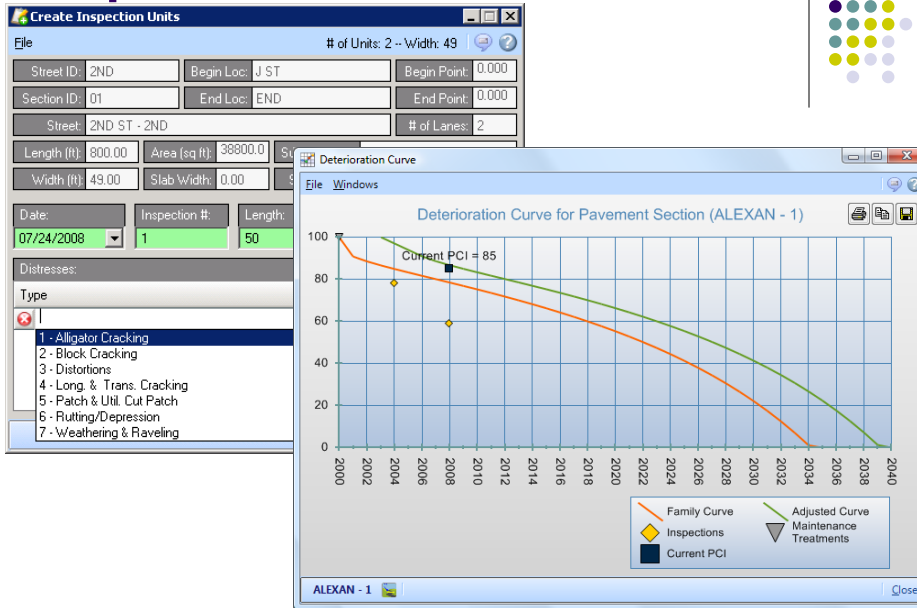 Create Inspection Units
File
# of Units: 2 -- Width: 49
Street ID: 2ND Begin Loc: J ST Begin Point: 0.000
Section ID: 01 End Loc: END End Point: 0.000
Street: 2ND ST - 2ND # of Lanes: 2
Length (ft): 800.00 Area (sq ft): 38800.0
Width (ft): 49.00 Slab Width: 0.00
Date: Inspection #: Length:
07/24/2008 1 50
Distresses:
Type
1 - Alligator Cracking
2 - Block Cracking
3 - Distortions
4 - Long. & Trans. Cracking
5 - Patch & Util. Cut Patch
6 - Rutting/Depression
7 - Weathering & Raveling
Deterioration Curve
File Windows
Deterioration Curve for Pavement Section (ALEXAN - 1)
Current PCI = 85
100
80
60
40
20
0
2000 2002 2004 2006 2008 2010 2012 2014 2016 2018 2020 2022 2024 2026 2028 2030 2032 2034 2036 2038 2040
Family Curve
Inspections
Current PCI
Adjusted Curve
Maintenance
Treatments
ALEXAN - 1
Close